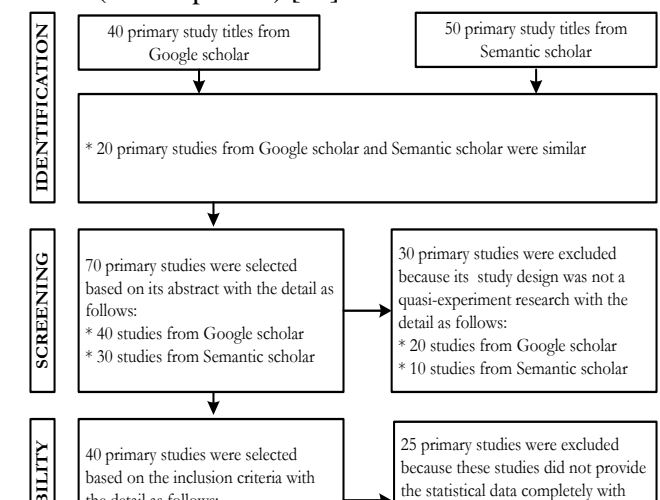 40 primary study titles from
Google scholar
50 primary study titles from
Semantic scholar
IDENTIFICATION
* 20 primary studies from Google scholar and Semantic scholar were similar
SCREENING
70 primary studies were selected
based on its abstract with the detail as
follows:
* 40 studies from Google scholar
* 30 studies from Semantic scholar
30 primary studies were excluded
because its study design was not a
quasi-experiment research with the
detail as follows:
* 20 studies from Google scholar
* 10 studies from Semantic scholar
BILITY
40 primary studies were selected
based on the inclusion criteria with
the detail as follows:
25 primary studies were excluded
because these studies did not provide
the statistical data completely with